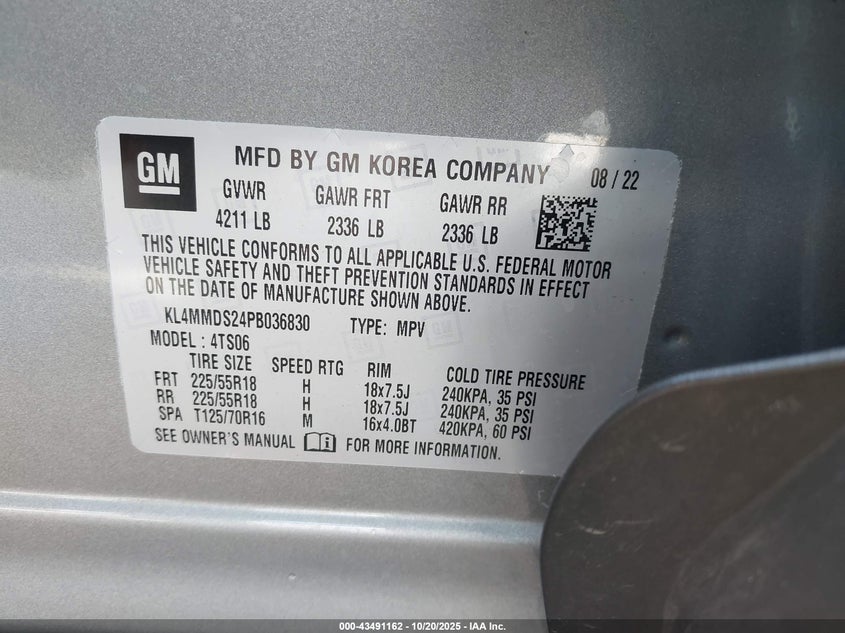 GM
MFD BY GM KOREA COMPANY 08 / 22
GVWR GAWR FRT GAWR RR
4211 LB 2336 LB 2336 LB
THIS VEHICLE CONFORMS TO ALL APPLICABLE U.S. FEDERAL MOTOR
VEHICLE SAFETY AND THEFT PREVENTION STANDARDS IN EFFECT
ON THE DATE OF MANUFACTURE SHOWN ABOVE.
KL4MMDS24PB036830 TYPE: MPV
MODEL : 4TS06
TIRE SIZE SPEED RTG RIM COLD TIRE PRESSURE
FRT 225/55R18 H 18x7.5J 240KPA, 35 PSI
RR 225/55R18 H 18x7.5J 240KPA, 35 PSI
SPA T125/70R16 M 16x4.0BT 420KPA, 60 PSI
SEE OWNER'S MANUAL i FOR MORE INFORMATION.
000-43491162 - 10/20/2025 - IAA Inc.